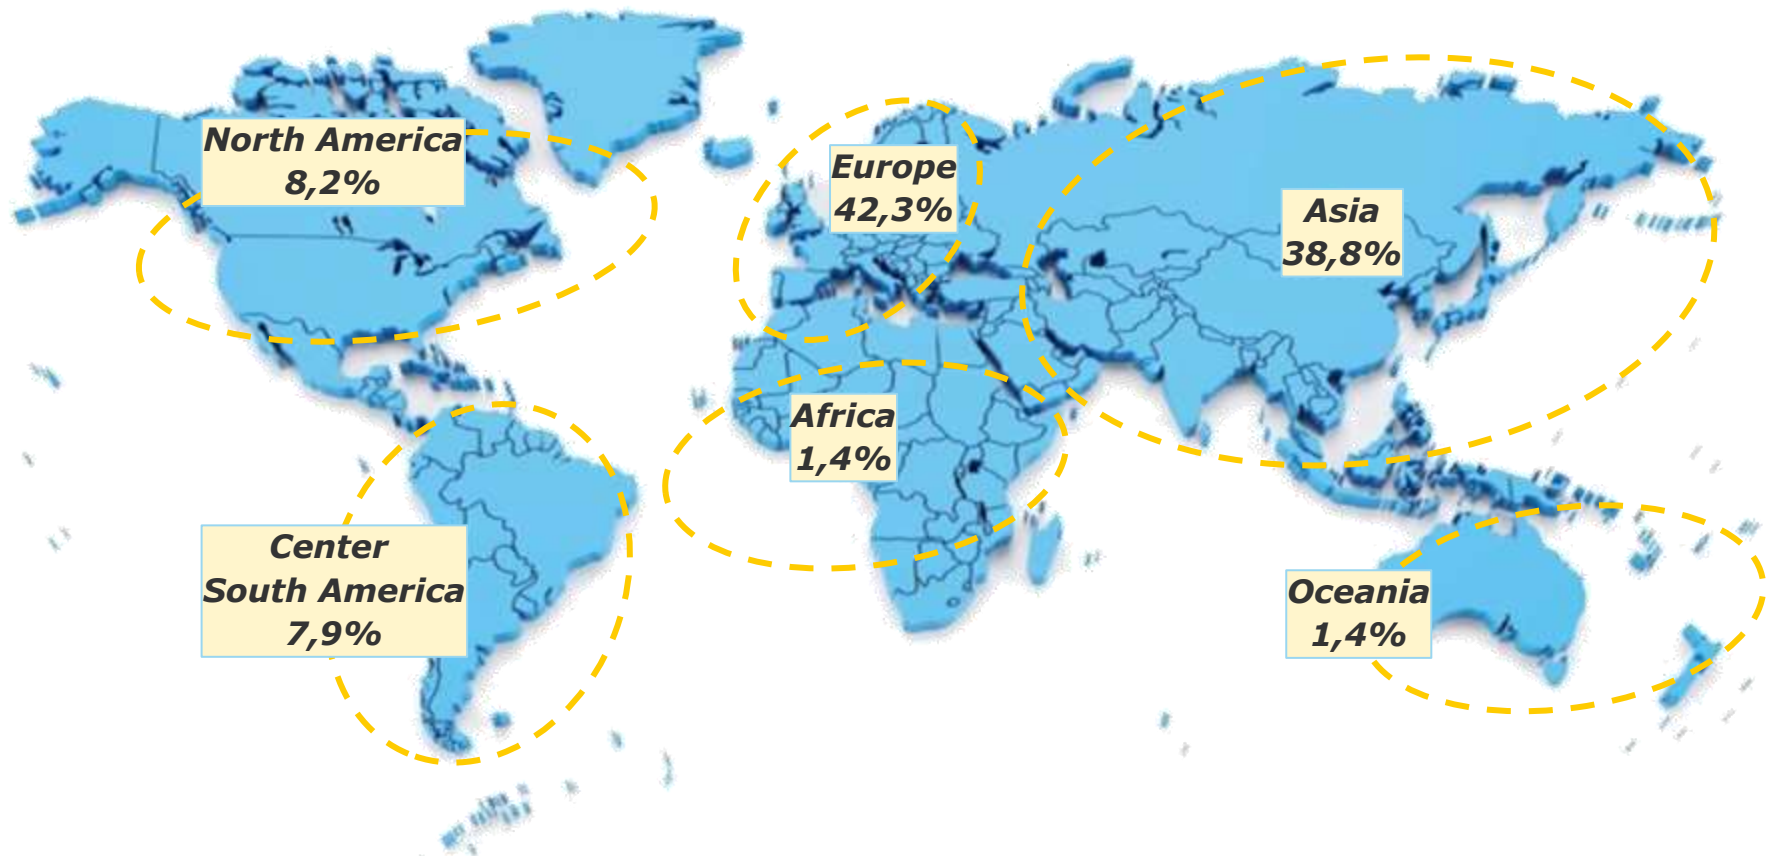 North America
8,2%
Europe
42,3%
Asia
38,8%
Africa
1,4%
Center
South America
7,9%
Oceania
1,4%